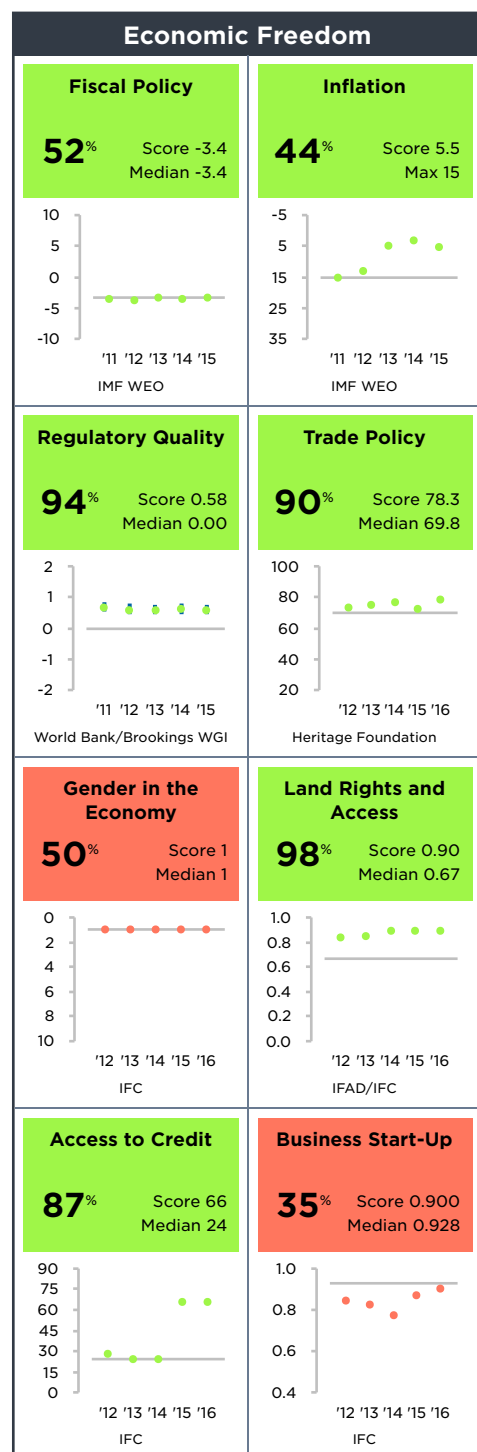 Economic Freedom
Fiscal Policy
52%
Score -3.4
Median -3.4
10
5
0
-5
-10
'11 '12 '13 '14 '15
IMF WEO
Inflation
44%
Score 5.5
Max 15
-5
5
15
25
35
'11 '12 '13 '14 '15
IMF WEO
Regulatory Quality
94%
Score 0.58
Median 0.00
2
1
0
-1
-2
'11 '12 '13 '14 '15
World Bank/Brookings WGI
Trade Policy
90%
Score 78.3
Median 69.8
100
80
60
40
20
'12 '13 '14 '15 '16
Heritage Foundation
Gender in the
Economy
50%
Score 1
Median 1
0
2
4
6
8
10
'12 '13 '14 '15 '16
IFC
Land Rights and
Access
98%
Score 0.90
Median 0.67
1.0
0.8
0.6
0.4
0.2
0.0
'12 '13 '14 '15 '16
IFAD/IFC
Access to Credit
87%
Score 66
Median 24
90
75
60
45
30
15
0
'12 '13 '14 '15 '16
IFC
Business Start-Up
35%
Score 0.900
Median 0.928
1.0
0.8
0.6
0.4
'12 '13 '14 '15 '16
IFC